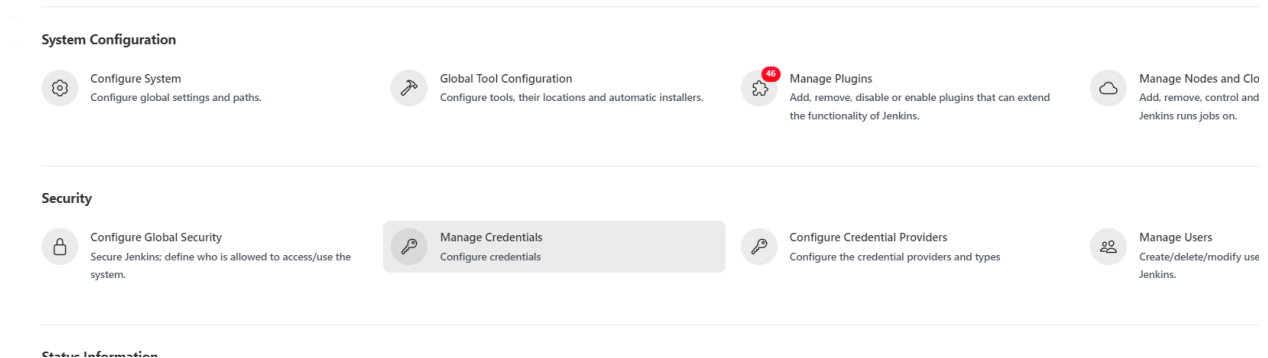 System Configuration
Configure System
Configure global settings and paths.
Global Tool Configuration
Configure tools, their locations and automatic installers.
46
Manage Plugins
Add, remove, disable or enable plugins that can extend
the functionality of Jenkins.
Manage Nodes and Clo
Add, remove, control and
Jenkins runs jobs on.
Security
Configure Global Security
Secure Jenkins; define who is allowed to access/use the
system.
Manage Credentials
Configure credentials
Configure Credential Providers
Configure the credential providers and types
Manage Users
Create/delete/modify use
Jenkins.
Status Information